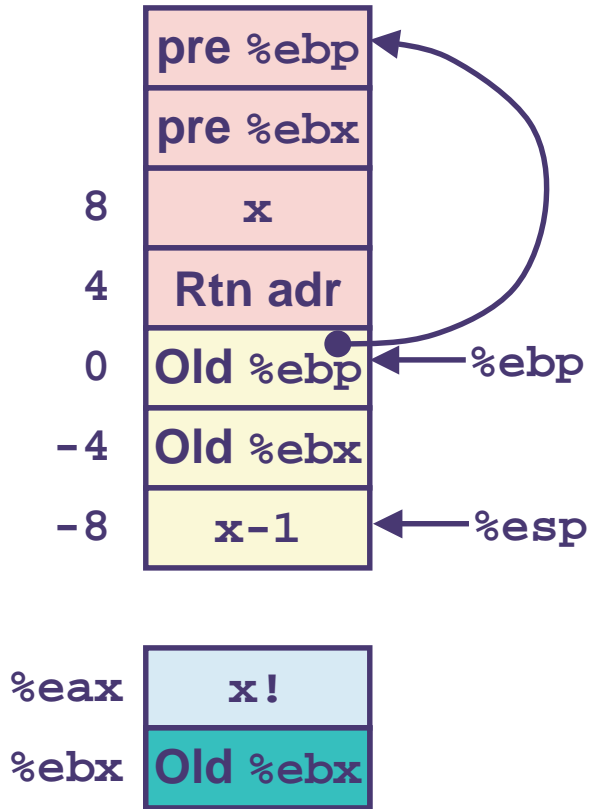 pre %ebp
pre %ebx
8 x
4 Rtn adr
0 Old %ebp %ebp
-4 Old %ebx
-8 x-1 %esp
%eax x!
%ebx Old %ebx